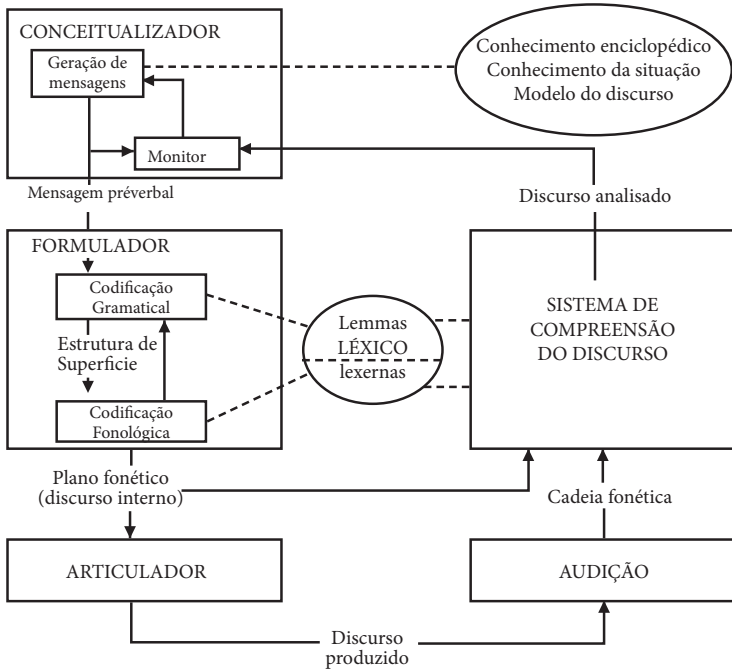 CONCEITUALIZADOR
Geração de
mensagens
Monitor
Conhecimento enciclopédico
Conhecimento da situação
Modelo do discurso
Mensagem préverbal
Discurso analisado
FORMULADOR
Codificação
Gramatical
Estrutura de
Superficie
Codificação
Fonológica
Lemmas
LÉXICO
lexernas
SISTEMA DE
COMPREENSÃO
DO DISCURSO
Plano fonético
(discurso interno)
Cadeia fonética
ARTICULADOR
AUDIÇÃO
Discurso
produzido